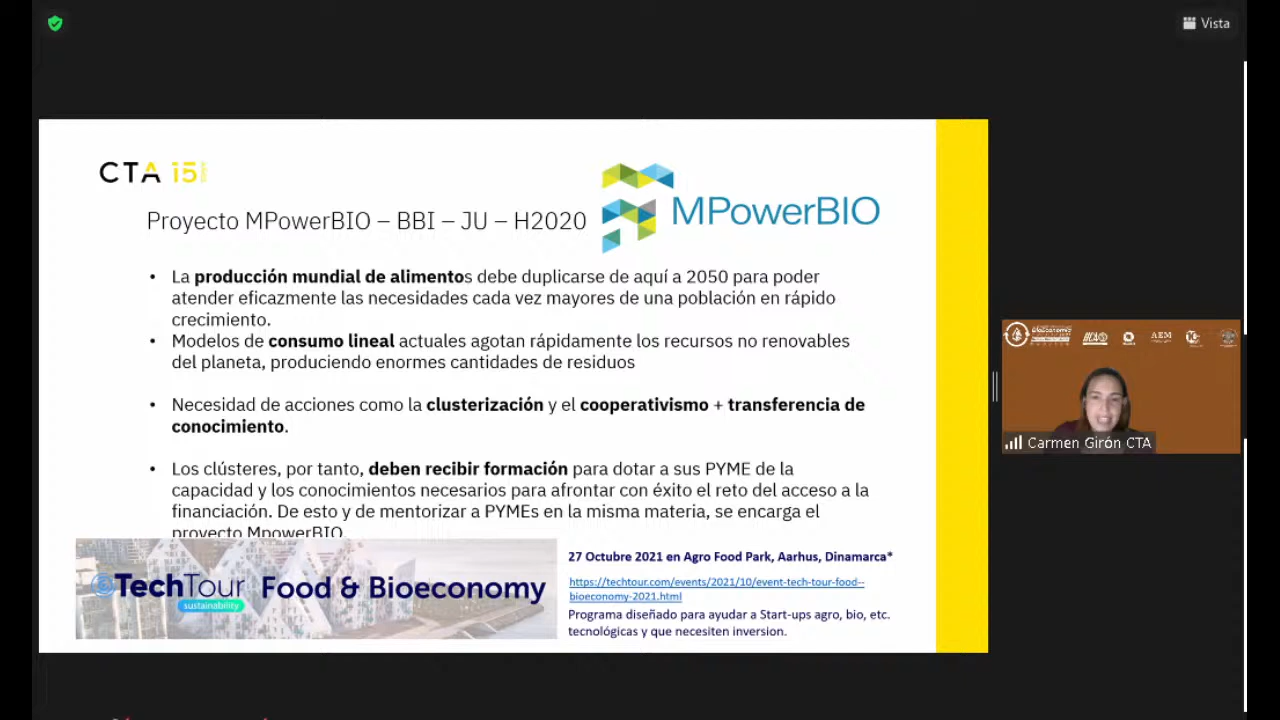 Vista
CTA 15
Proyecto MPowerBIO – BBI – JU – H2020
MPowerBIO
• La producción mundial de alimentos debe duplicarse de aquí a 2050 para poder
atender eficazmente las necesidades cada vez mayores de una población en rápido
crecimiento.
• Modelos de consumo lineal actuales agotan rápidamente los recursos no renovables
del planeta, produciendo enormes cantidades de residuos
• Necesidad de acciones como la clusterización y el cooperativismo + transferencia de
conocimiento.
• Los clústeres, por tanto, deben recibir formación para dotar a sus PYME de la
capacidad y los conocimientos necesarios para afrontar con éxito el reto del acceso a la
financiación. De esto y de mentorizar a PYMEs en la misma materia, se encarga el
proyecto MpowerBIO.
TechTour Food & Bioeconomy
sustainability
27 Octubre 2021 en Agro Food Park, Aarhus, Dinamarca*
https://techtour.com/events/2021/10/event-tech-tour-food--
bioeconomy-2021.html
Programa diseñado para ayudar a Start-ups agro, bio, etc.
tecnológicas y que necesiten inversion.
BioEconomía
IICA
AEM
Carmen Girón CTA